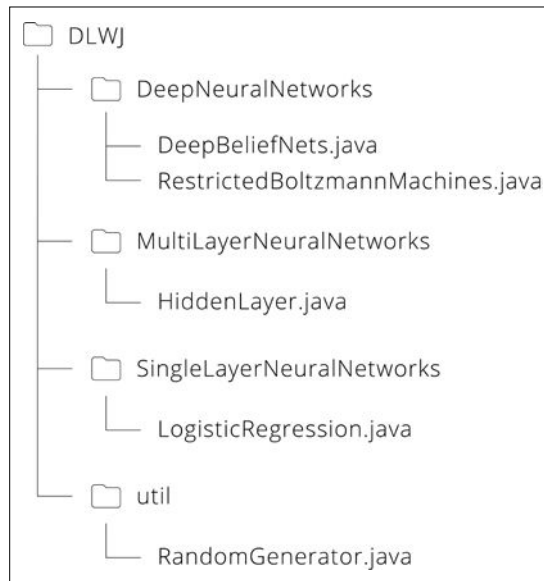 DLWJ
DeepNeuralNetworks
DeepBeliefNets.java
RestrictedBoltzmannMachines.java
MultiLayerNeuralNetworks
HiddenLayer.java
SingleLayerNeuralNetworks
LogisticRegression.java
util
RandomGenerator.java